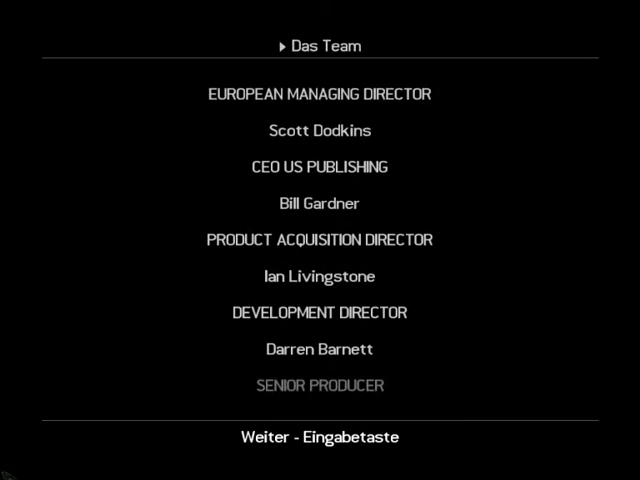 Das Team
EUROPEAN MANAGING DIRECTOR
Scott Dodkins
CEO US PUBLISHING
Bill Gardner
PRODUCT ACQUISITION DIRECTOR
Ian Livingstone
DEVELOPMENT DIRECTOR
Darren Barnett
SENIOR PRODUCER
Weiter - Eingabetaste